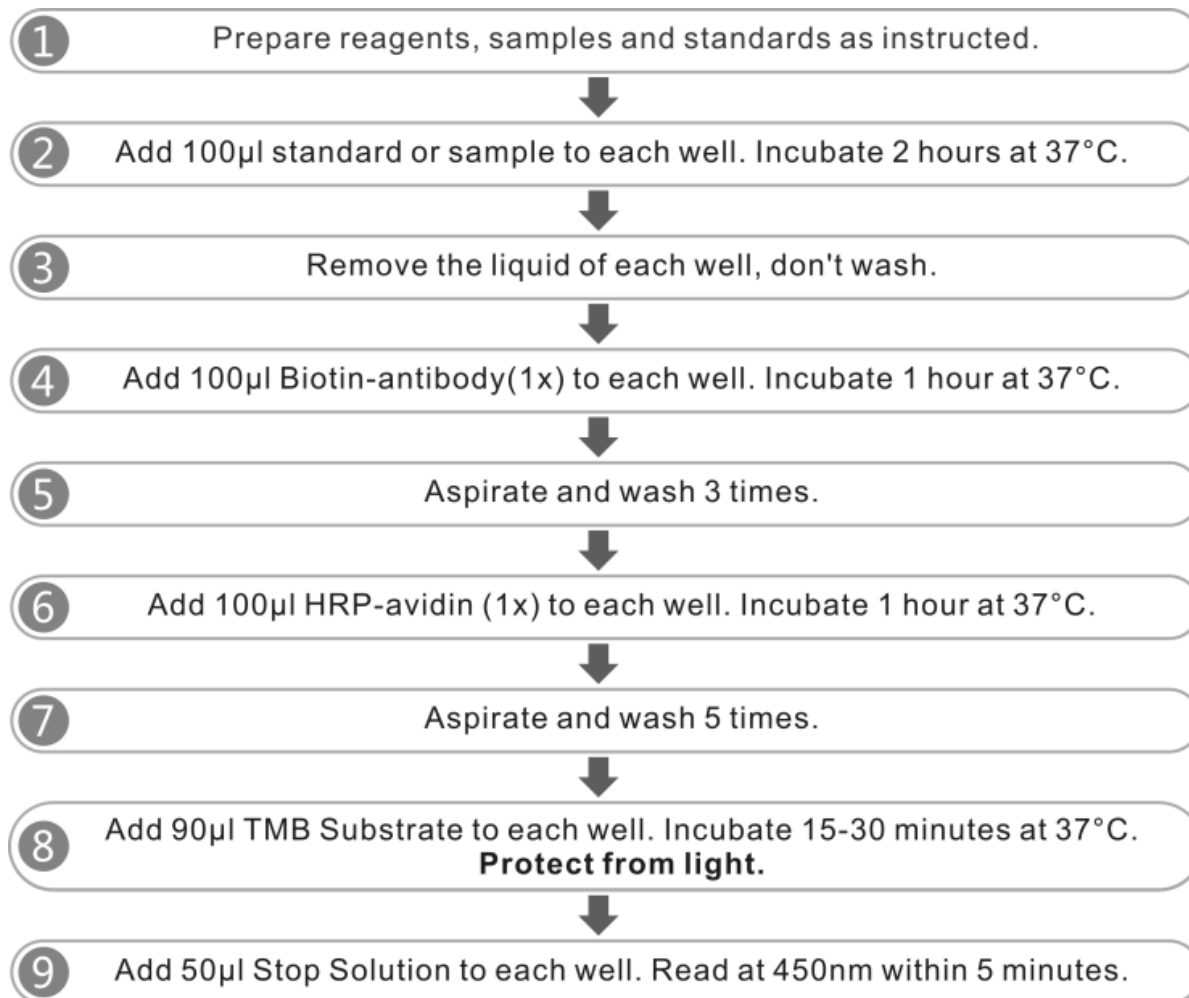 1 Prepare reagents, samples and standards as instructed.
2 Add 100µl standard or sample to each well. Incubate 2 hours at 37°C.
3 Remove the liquid of each well, don't wash.
4 Add 100µl Biotin-antibody(1x) to each well. Incubate 1 hour at 37°C.
5 Aspirate and wash 3 times.
6 Add 100µl HRP-avidin (1x) to each well. Incubate 1 hour at 37°C.
7 Aspirate and wash 5 times.
8 Add 90µl TMB Substrate to each well. Incubate 15-30 minutes at 37°C.
Protect from light.
9 Add 50µl Stop Solution to each well. Read at 450nm within 5 minutes.